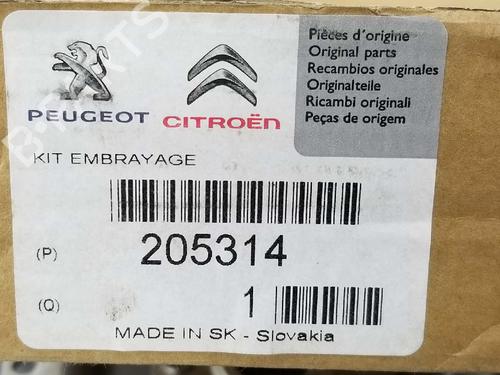 Pièces d'origine
Original parts
Recambios originales
Originalteile
Ricambi originali
Peças de origem
PEUGEOT CITROËN
KIT EMBRAYAGE
(P) 205314
(Q) 1
MADE IN SK - Slovakia